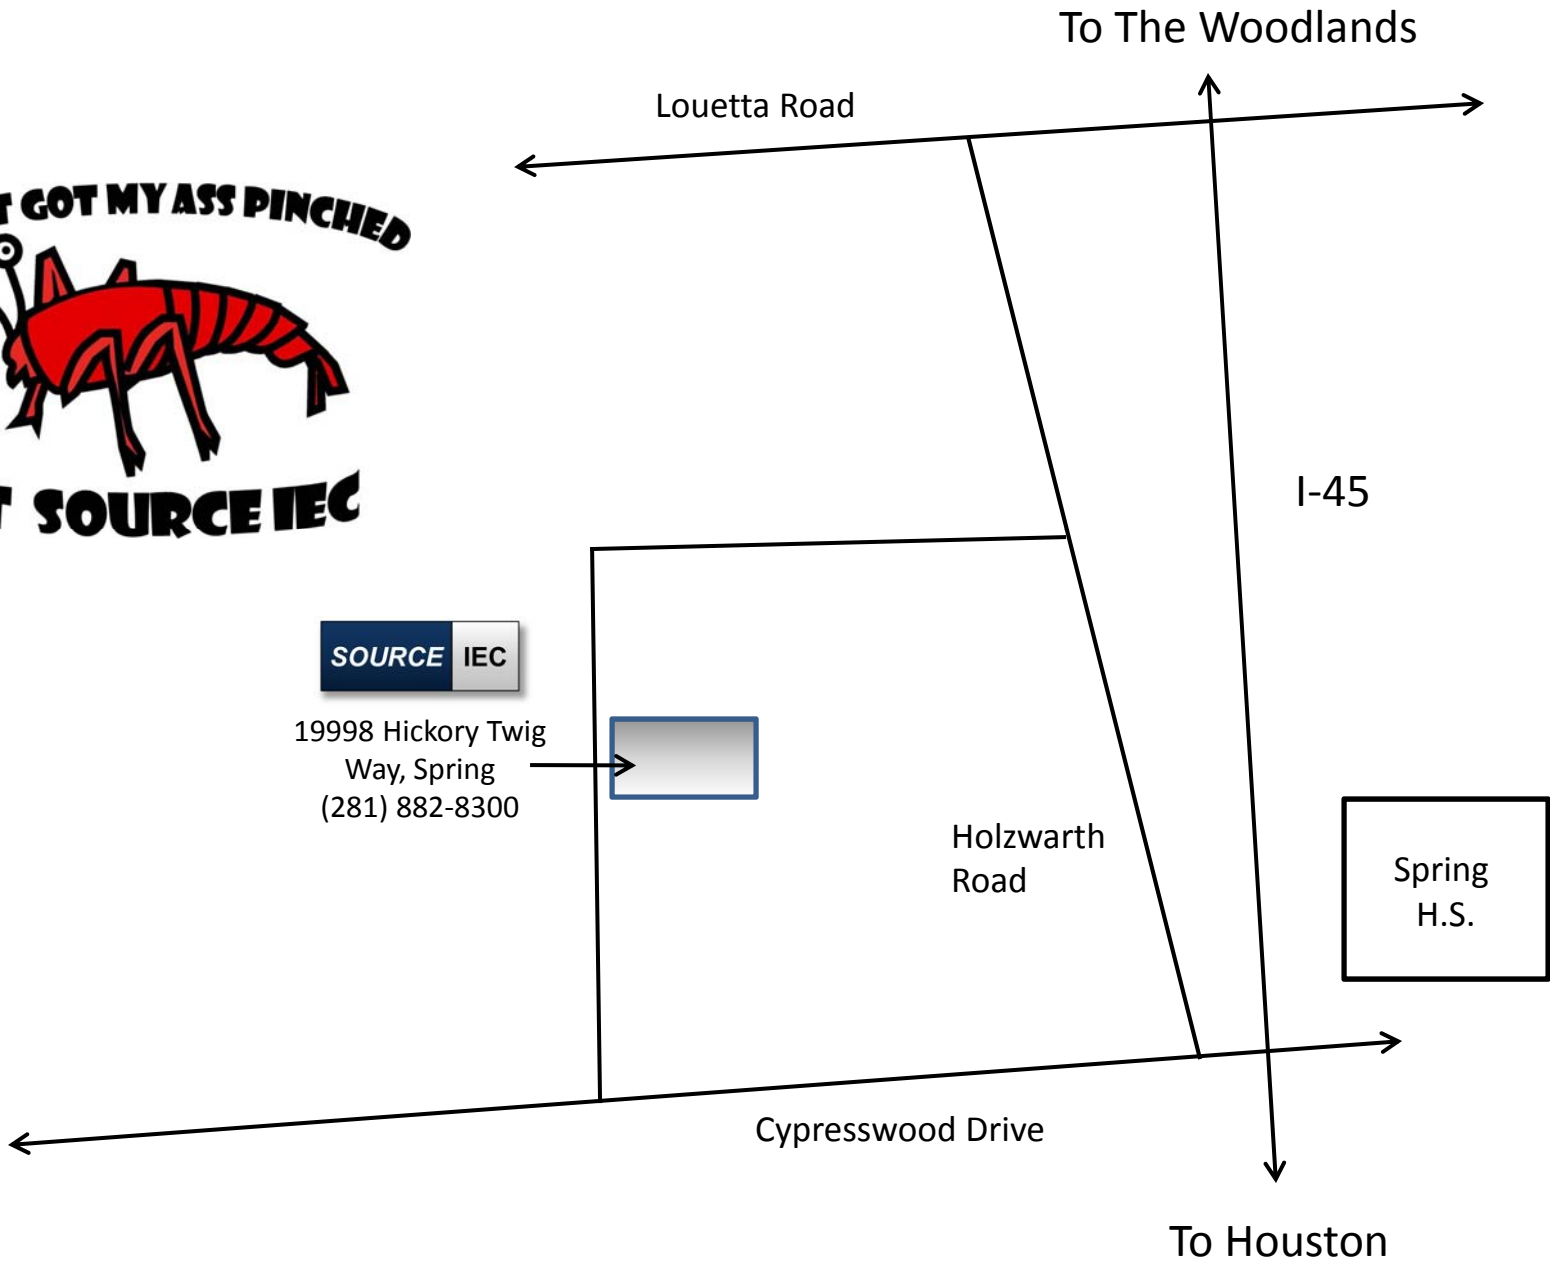 To The Woodlands
Louetta Road
GOT MY ASS PINCHED
SOURCE IEC
I-45
SOURCE IEC
19998 Hickory Twig
Way, Spring
(281) 882-8300
Holzwarth
Road
Spring
H.S.
Cypresswood Drive
To Houston